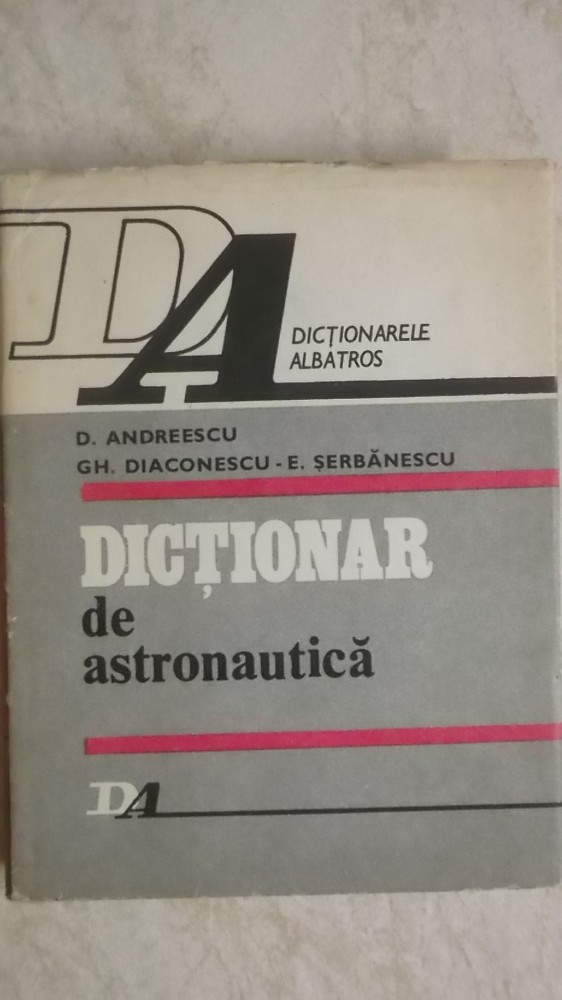 DA
DICȚIONARELE
ALBATROS
D. ANDREESCU
GH. DIACONESCU - E. ȘERBĂNESCU
DICȚIONAR
de
astronautică
DA